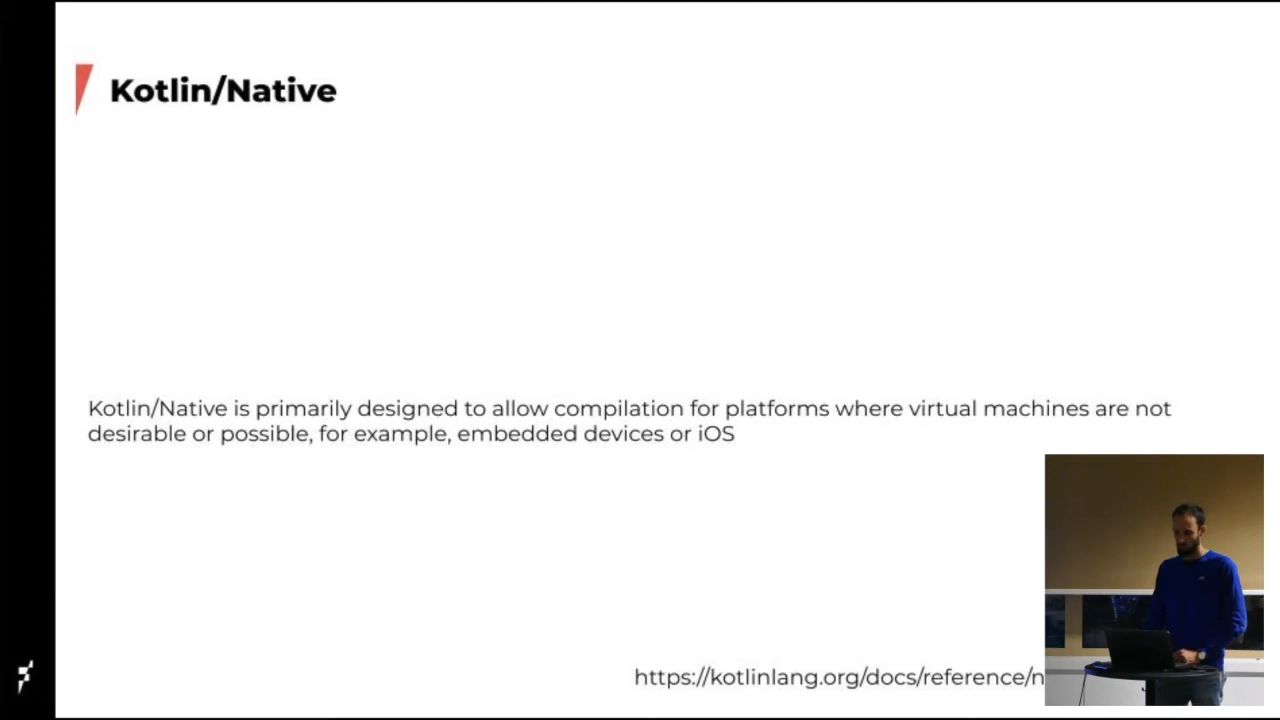 Kotlin/Native
Kotlin/Native is primarily designed to allow compilation for platforms where virtual machines are not
desirable or possible, for example, embedded devices or iOS
https://kotlinlang.org/docs/reference/n